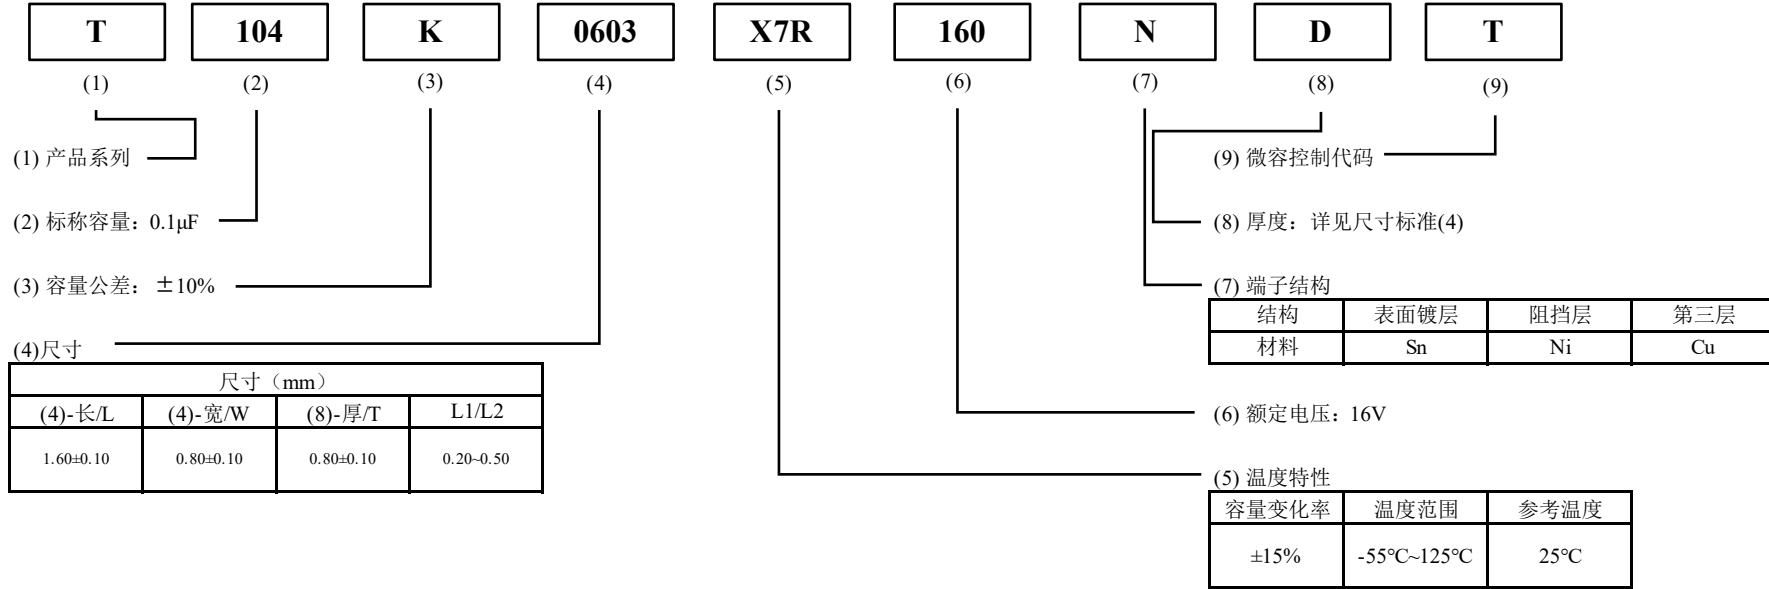 T 104 K 0603 X7R 160 N D T
(1) (2) (3) (4) (5) (6) (7) (8) (9)
(1) 产品系列
(2) 标称容量：0.1μF
(3) 容量公差：±10%
(4)尺寸
尺寸（mm）
(4)-长/L (4)-宽/W (8)-厚/T L1/L2
1.60±0.10 0.80±0.10 0.80±0.10 0.20~0.50
(9) 微容控制代码
(8) 厚度：详见尺寸标准(4)
(7) 端子结构
结构 表面镀层 阻挡层 第三层
材料 Sn Ni Cu
(6) 额定电压：16V
(5) 温度特性
容量变化率 温度范围 参考温度
±15% -55℃~125℃ 25℃